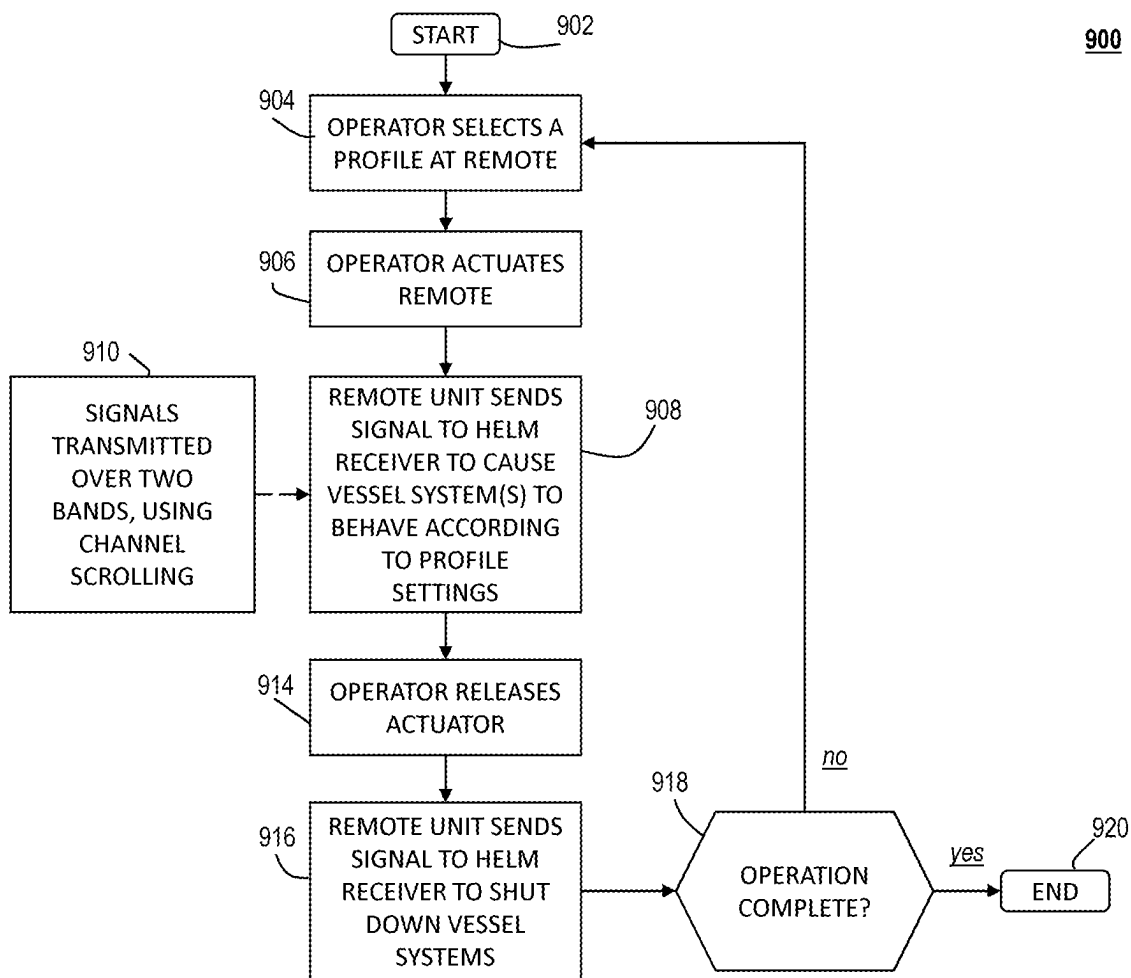 START
902
900
904
OPERATOR SELECTS A
PROFILE AT REMOTE
906
OPERATOR ACTUATES
REMOTE
910
SIGNALS
TRANSMITTED
OVER TWO
BANDS, USING
CHANNEL
SCROLLING
REMOTE UNIT SENDS
SIGNAL TO HELM
RECEIVER TO CAUSE
VESSEL SYSTEM(S) TO
BEHAVE ACCORDING
TO PROFILE
SETTINGS
908
914
OPERATOR RELEASES
ACTUATOR
916
REMOTE UNIT SENDS
SIGNAL TO HELM
RECEIVER TO SHUT
DOWN VESSEL
SYSTEMS
918
no
OPERATION
COMPLETE?
yes
920
END